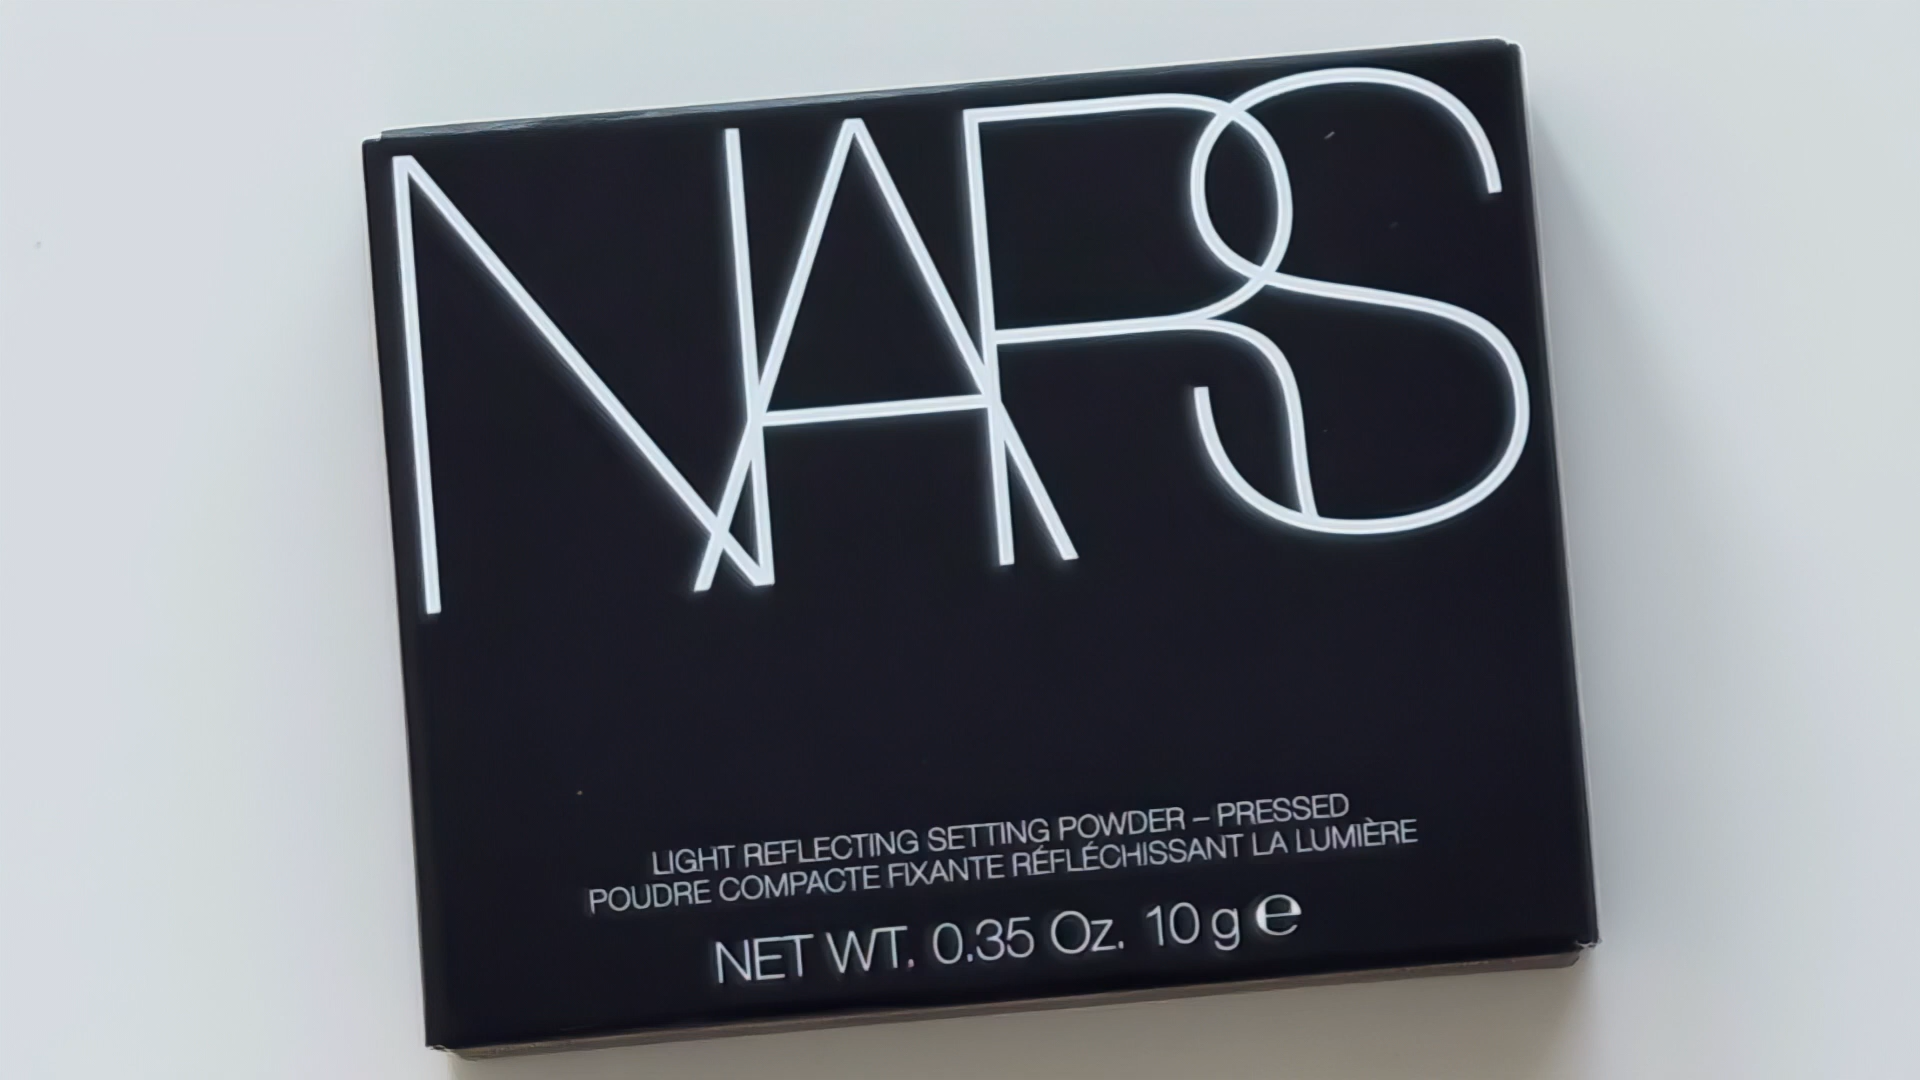 NARS
LIGHT REFLECTING SETTING POWDER – PRESSED
POUDRE COMPACTE FIXANTE RÉFLÉCHISSANT LA LUMIÈRE
NET WT. 0.35 Oz. 10 g ℮